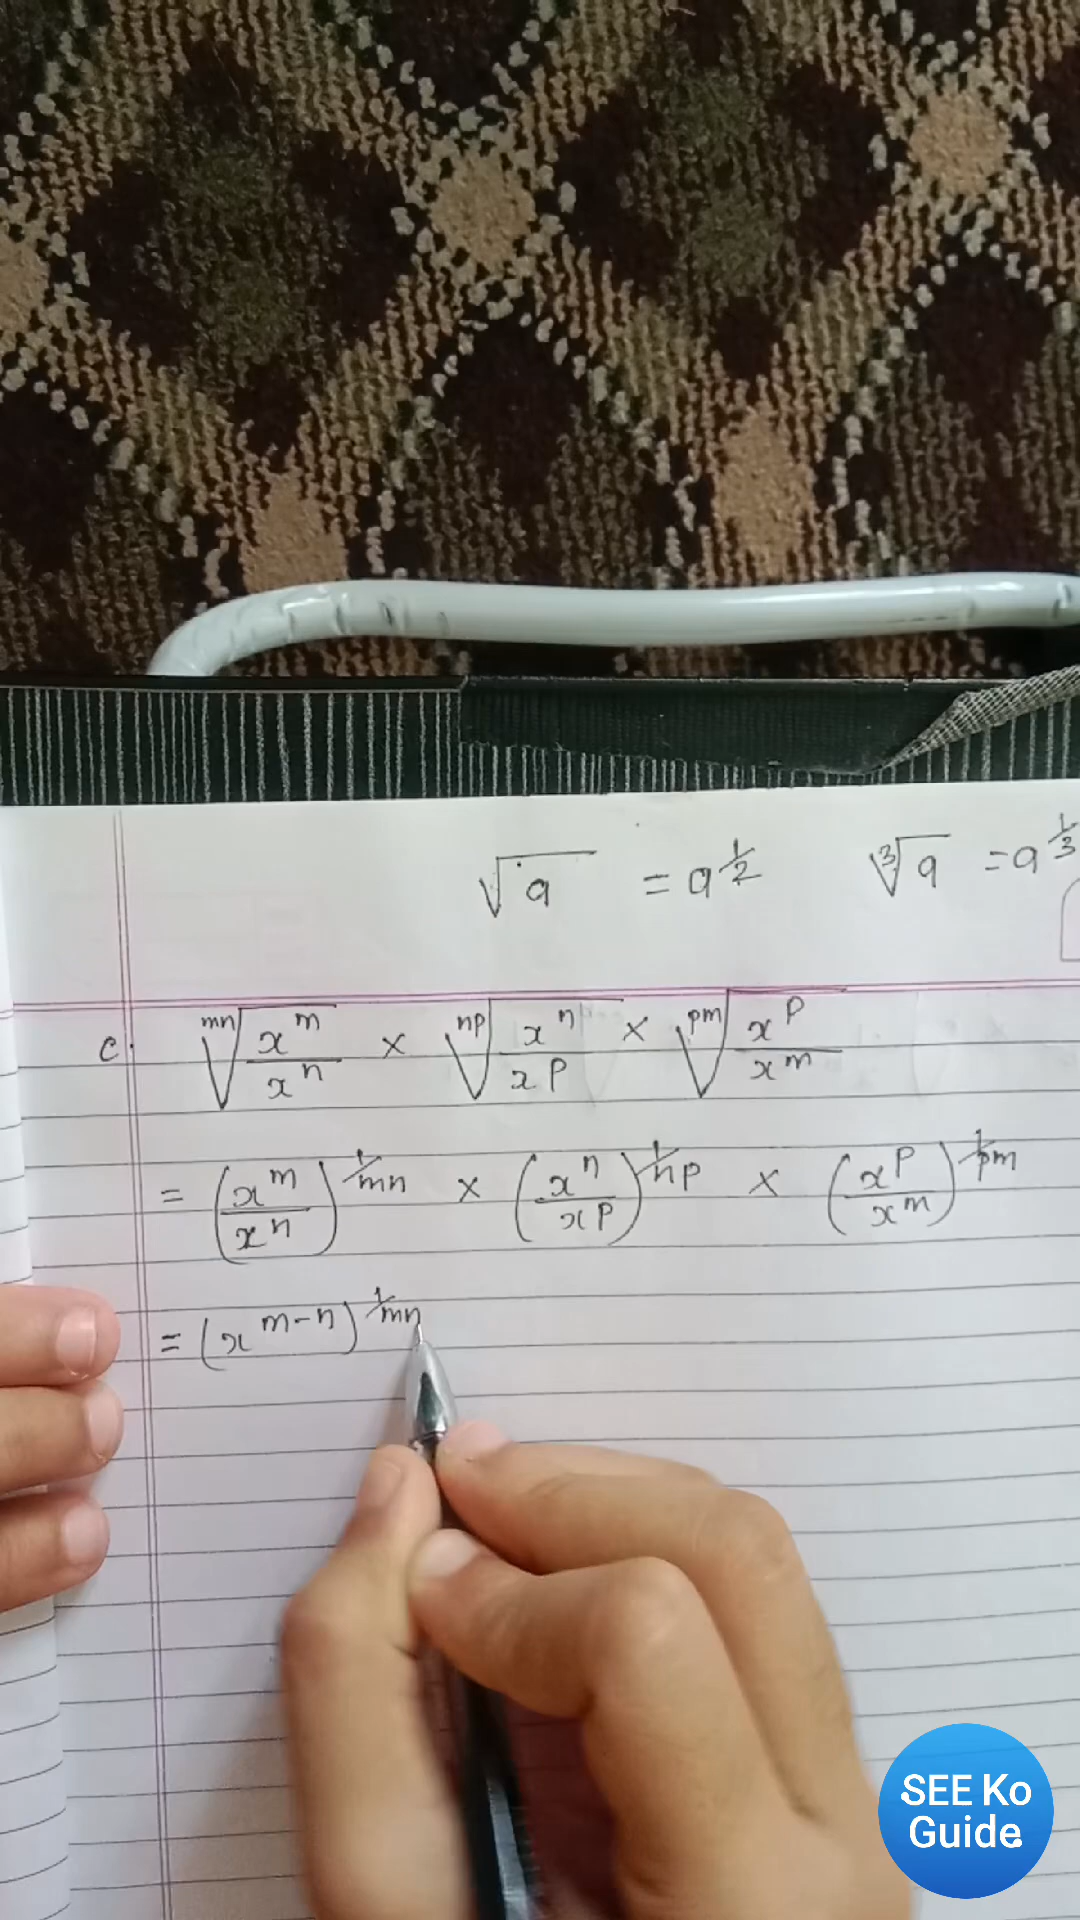 √a = a^1/2 ∛a = a^1/3
c. ᵐⁿ√(x^m/x^n) × ⁿᵖ√(x^n/x^p) × ᵖᵐ√(x^p/x^m)
= (x^m/x^n)^1/mn × (x^n/x^p)^1/np × (x^p/x^m)^1/pm
= (x^m-n)^1/mn
SEE Ko
Guide